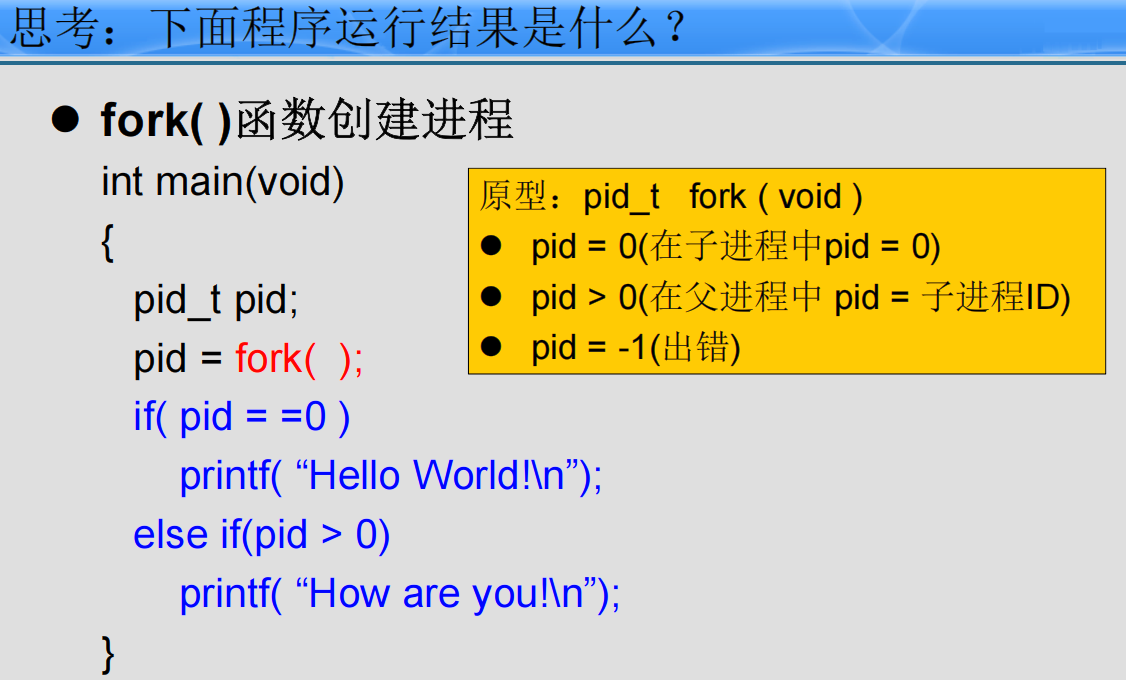 思考：下面程序运行结果是什么？
● fork( )函数创建进程
int main(void)
{
pid_t pid;
pid = fork( );
if( pid = =0 )
printf( “Hello World!\n”);
else if(pid > 0)
printf( “How are you!\n”);
}
原型：pid_t fork ( void )
● pid = 0(在子进程中pid = 0)
● pid > 0(在父进程中 pid = 子进程ID)
● pid = -1(出错)